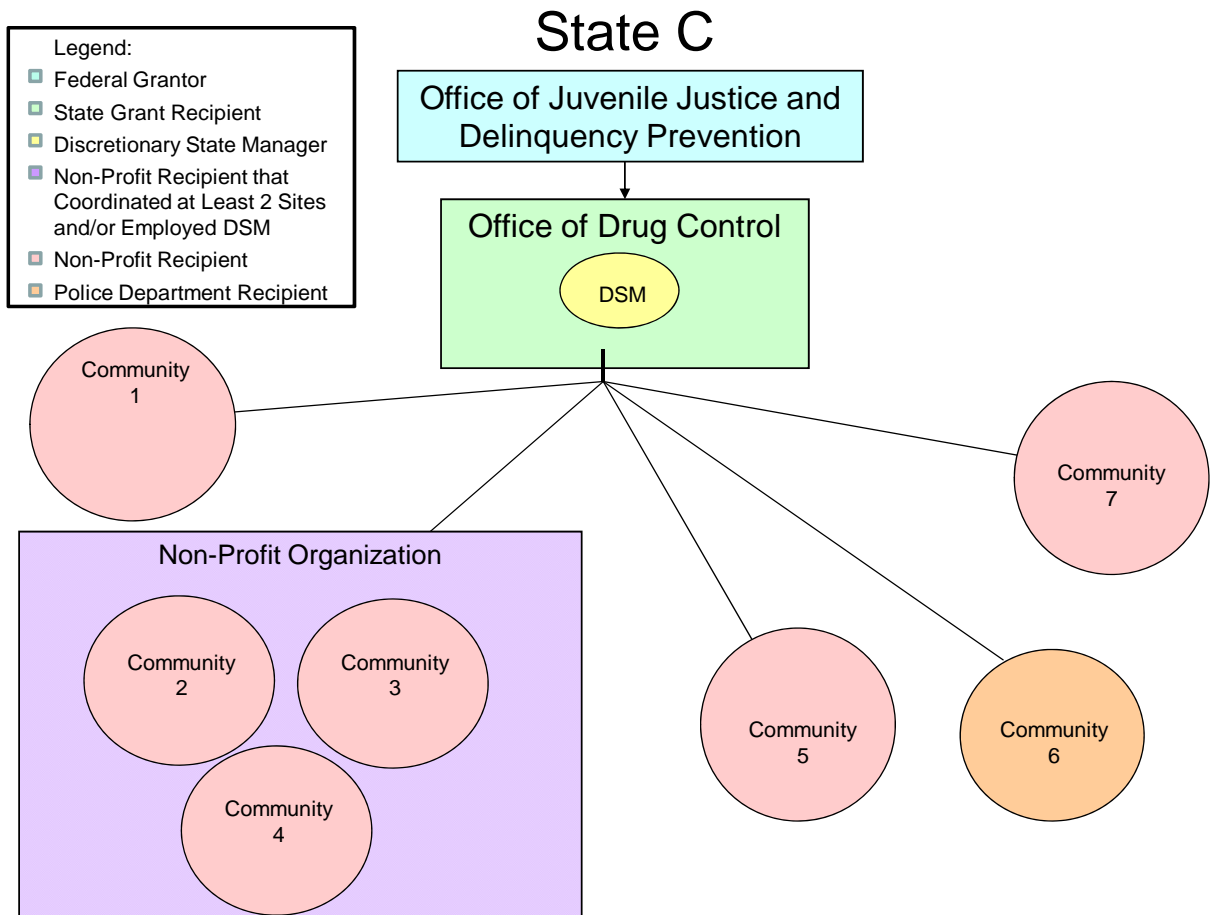 State C
Legend:
Federal Grantor
State Grant Recipient
Discretionary State Manager
Non-Profit Recipient that
Coordinated at Least 2 Sites
and/or Employed DSM
Non-Profit Recipient
Police Department Recipient
Office of Juvenile Justice and
Delinquency Prevention
Office of Drug Control
DSM
Community
1
Community
7
Non-Profit Organization
Community
2
Community
3
Community
4
Community
5
Community
6